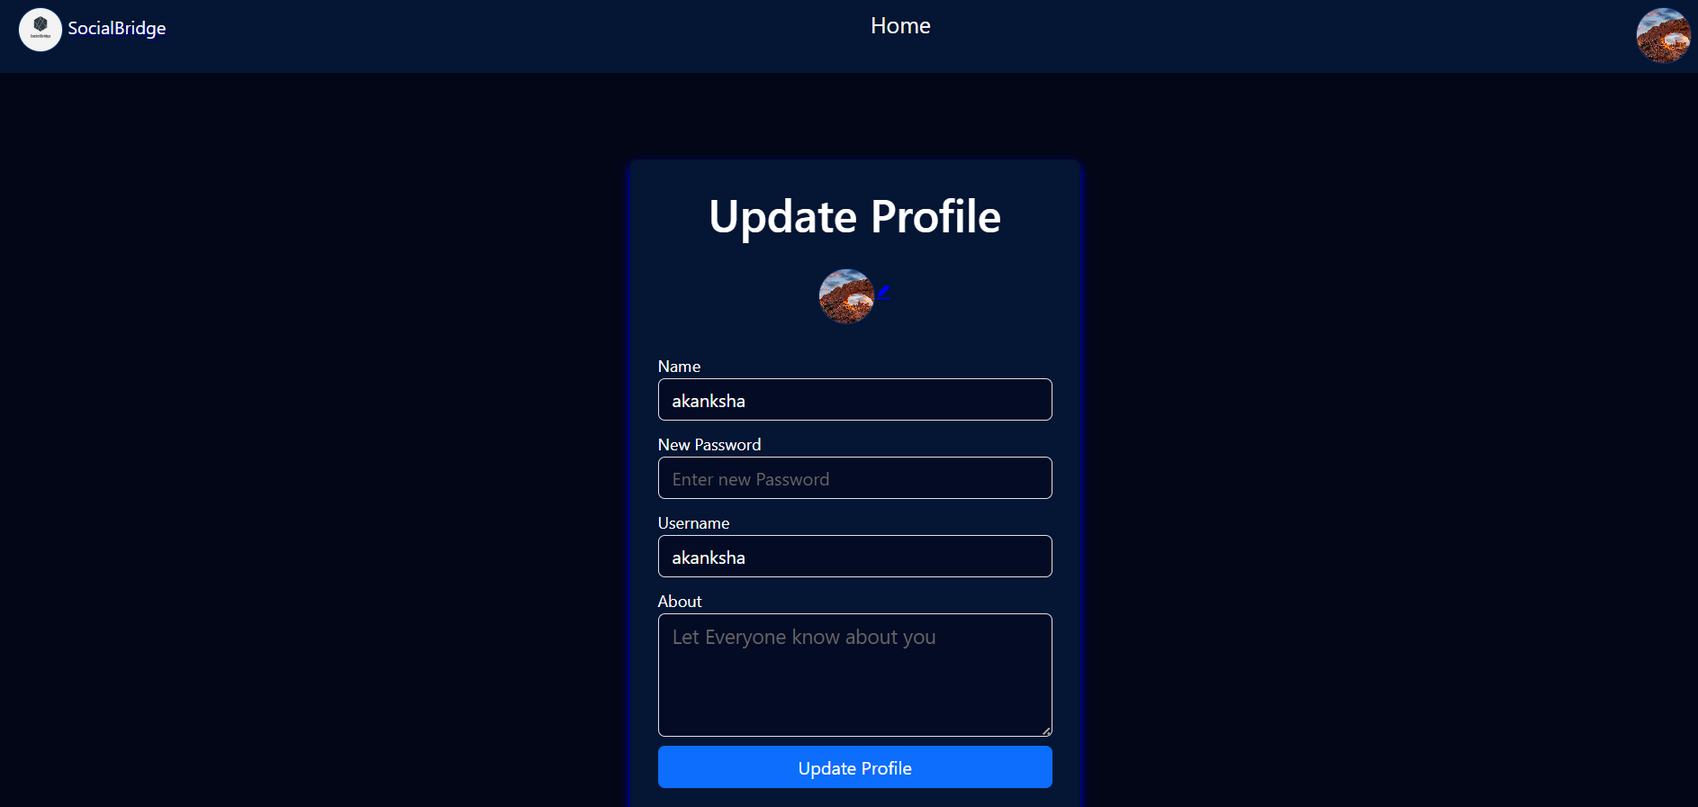 SocialBridge
SocialBridge
Home
Update Profile
Name
akanksha
New Password
Enter new Password
Username
akanksha
About
Let Everyone know about you
Update Profile